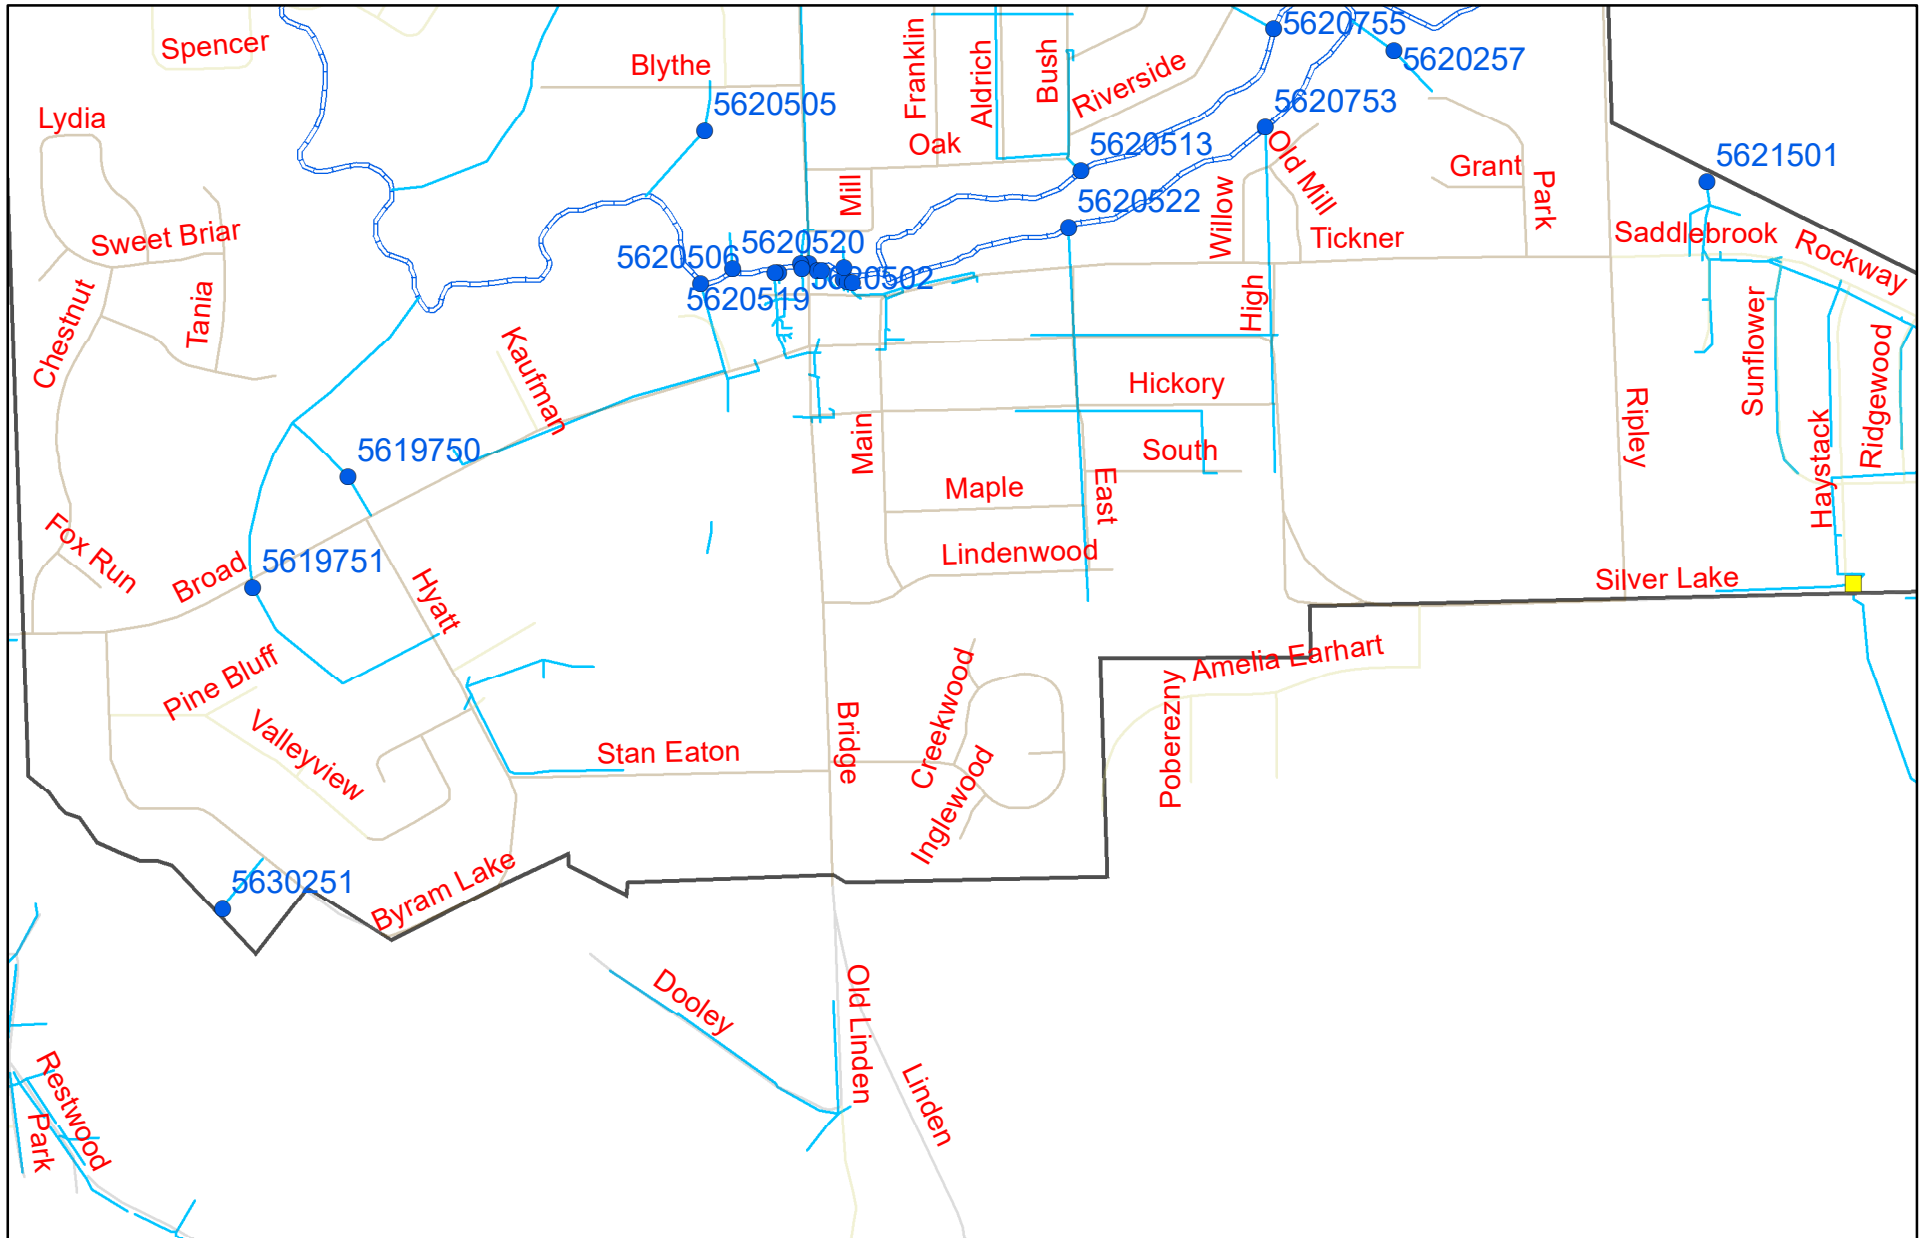 Spencer
Blythe
Franklin
Aldrich
Bush
Riverside
5620755
5620257
Lydia
5620505
Oak
5620513
5620753
Old Mill
Grant
Park
5621501
Mill
5620522
Willow
Tickner
Saddlebrook
Rockway
Sweet Briar
5620506
5620520
5620519
5620502
Chestnut
Tania
Kaufman
High
Sunflower
Ridgewood
Haystack
Hickory
Ripley
Main
South
East
5619750
Maple
Lindenwood
Fox Run
Broad
5619751
Hyatt
Silver Lake
Pine Bluff
Valleyview
Stan Eaton
Bridge
Creekwood
Inglewood
Amelia Earhart
Poberezny
5630251
Byram Lake
Dooley
Old Linden
Linden
Restwood
Park